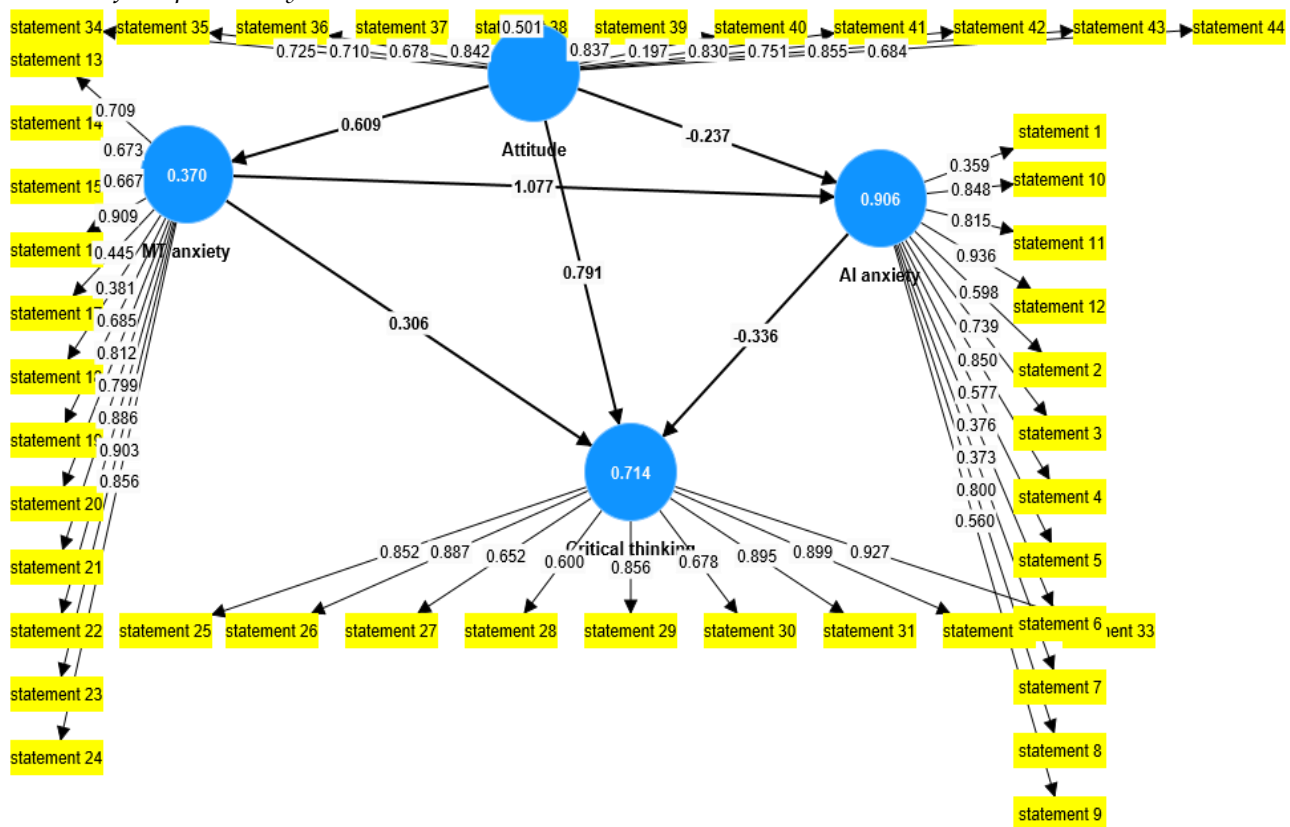 statement 34 statement 35 statement 36 statement 37 0.501 38 statement 39 statement 40 statement 41 statement 42 statement 43 statement 44
0.725 0.710 0.678 0.842 0.837 0.197 0.830 0.751 0.855 0.684
statement 13
0.709
statement 14
0.609
-0.237
statement 1
Attitude
0.673
0.359
0.370
statement 15
0.667
1.077
0.848
statement 10
0.906
0.909
0.815
statement 11
0.445
MT anxiety
0.936
AI anxiety
0.791
0.381
0.598
statement 12
0.685
0.306
-0.336
0.739
0.812
0.850
statement 2
0.799
0.577
0.886
0.376
statement 3
statement 19
0.903
0.373
0.714
0.856
0.800
statement 4
statement 20
0.560
Critical thinking
0.852 0.887 0.652 0.600 0.856 0.678 0.895 0.899 0.927
statement 21
statement 5
statement 22 statement 25 statement 26 statement 27 statement 28 statement 29 statement 30 statement 31 statement statement 6 33
statement 23
statement 7
statement 24
statement 8
statement 9